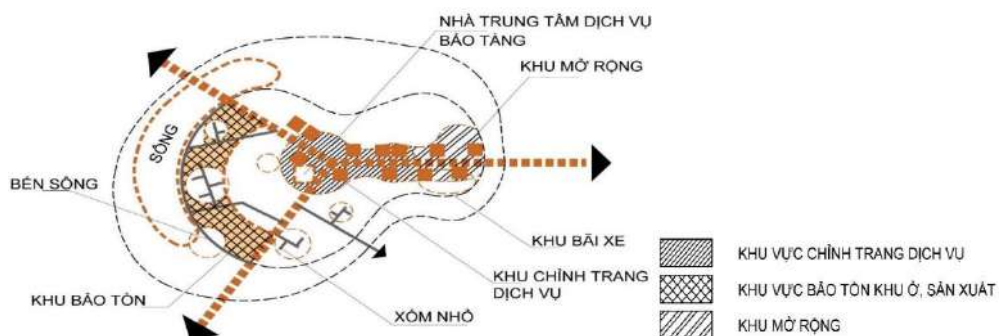 NHÀ TRUNG TÂM DỊCH VỤ
BẢO TÀNG
KHU MỞ RỘNG
SÔNG
BẾN SÔNG
KHU BÃI XE
KHU BẢO TỒN
KHU CHỈNH TRANG
DỊCH VỤ
XÓM NHỎ
KHU VỰC CHỈNH TRANG DỊCH VỤ
KHU VỰC BẢO TỒN KHU Ở, SẢN XUẤT
KHU MỞ RỘNG